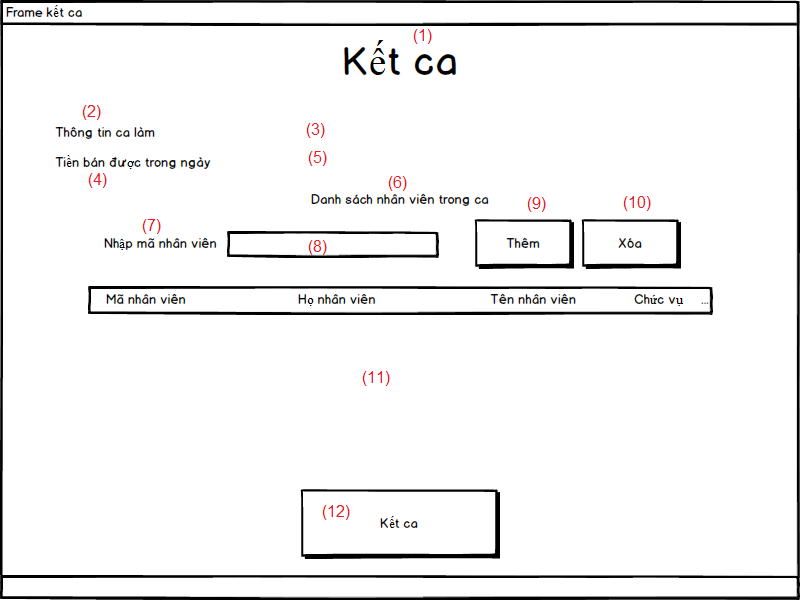 Frame kết ca
(1)
Kết ca
(2)
Thông tin ca làm
(3)
Tiền bán được trong ngày
(5)
(4)
(6)
Danh sách nhân viên trong ca
(7)
Nhập mã nhân viên
(8)
(9)
Thêm
(10)
Xóa
Mã nhân viên Họ nhân viên Tên nhân viên Chức vụ ...
(11)
(12)
Kết ca